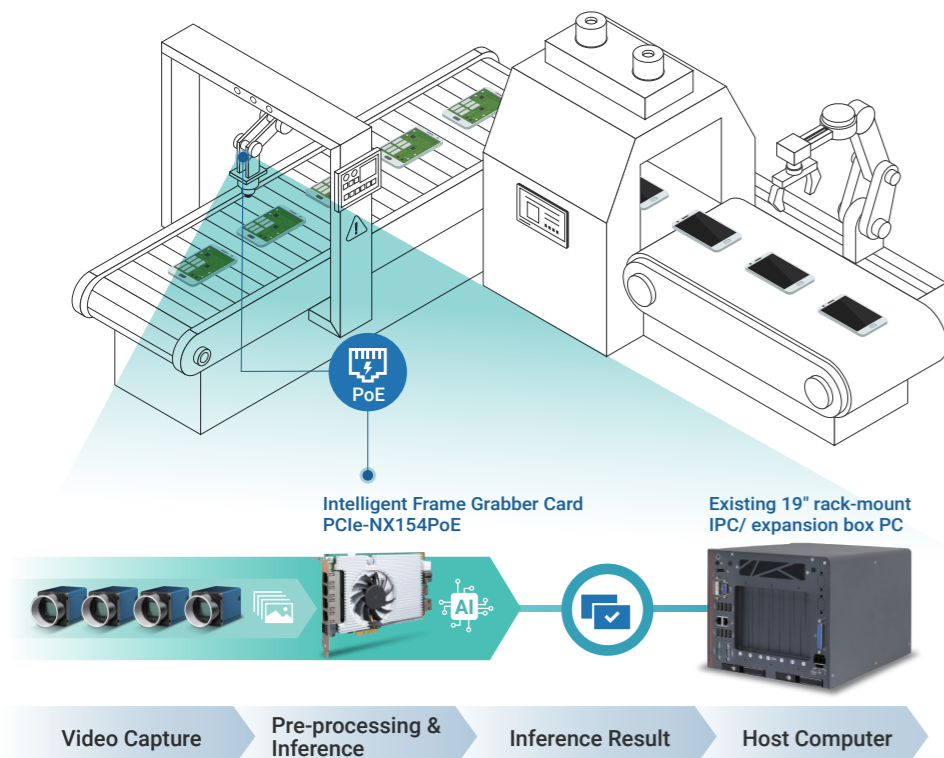 PoE
Intelligent Frame Grabber Card
PCIe-NX154PoE
Existing 19" rack-mount
IPC/ expansion box PC
AI
Video Capture
Pre-processing &
Inference
Inference Result
Host Computer